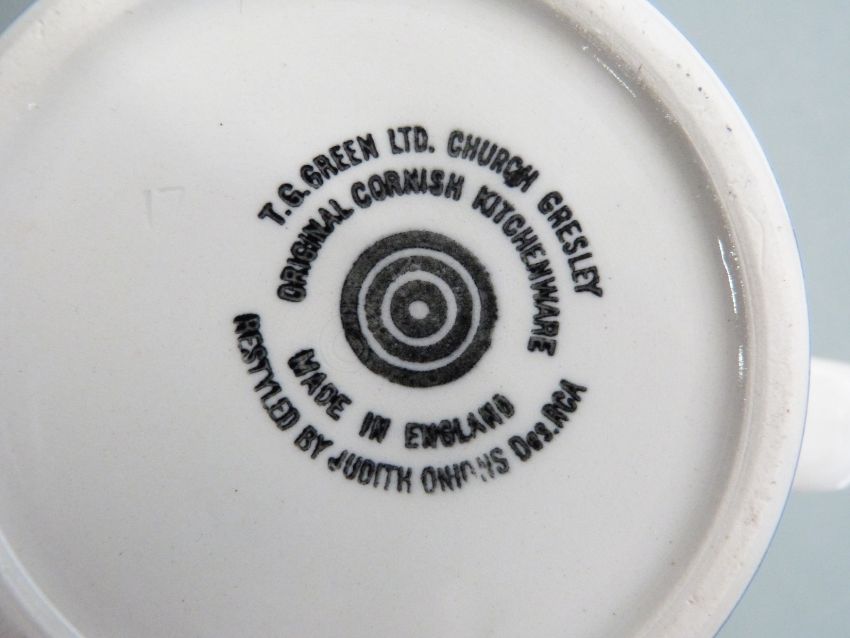 T.G.GREEN LTD. CHURCH GRESLEY
ORIGINAL CORNISH KITCHENWARE
MADE IN ENGLAND
RESTYLED BY JUDITH ONIONS Des.RCA